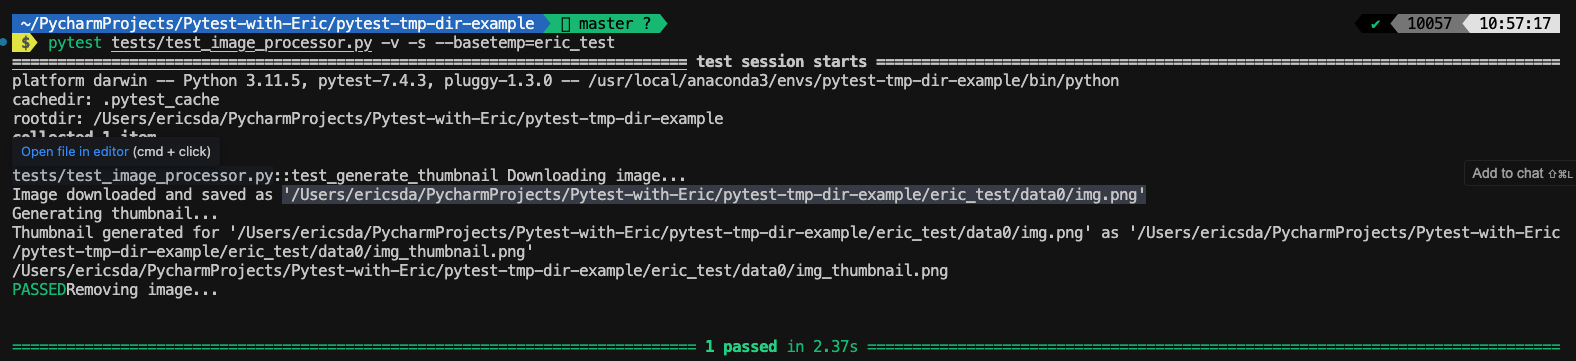 ~/PycharmProjects/Pytest-with-Eric/pytest-tmp-dir-example master ? ✔ 10057 10:57:17
$ pytest tests/test_image_processor.py -v -s --basetemp=eric_test
=========================================================================== test session starts ============================================================================
platform darwin -- Python 3.11.5, pytest-7.4.3, pluggy-1.3.0 -- /usr/local/anaconda3/envs/pytest-tmp-dir-example/bin/python
cachedir: .pytest_cache
rootdir: /Users/ericsda/PycharmProjects/Pytest-with-Eric/pytest-tmp-dir-example
collected 1 item
Open file in editor (cmd + click)
tests/test_image_processor.py::test_generate_thumbnail Downloading image...
Add to chat ⇧⌘L
Image downloaded and saved as '/Users/ericsda/PycharmProjects/Pytest-with-Eric/pytest-tmp-dir-example/eric_test/data0/img.png'
Generating thumbnail...
Thumbnail generated for '/Users/ericsda/PycharmProjects/Pytest-with-Eric/pytest-tmp-dir-example/eric_test/data0/img.png' as '/Users/ericsda/PycharmProjects/Pytest-with-Eric
/pytest-tmp-dir-example/eric_test/data0/img_thumbnail.png'
/Users/ericsda/PycharmProjects/Pytest-with-Eric/pytest-tmp-dir-example/eric_test/data0/img_thumbnail.png
PASSEDRemoving image...
============================================================================ 1 passed in 2.37s =============================================================================